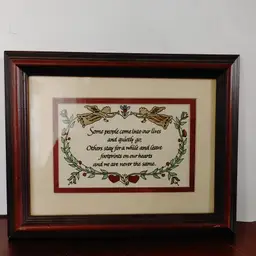 Some people come into our lives
and quietly go,
Others stay for a while and leave
footprints on our hearts
and we are never the same.